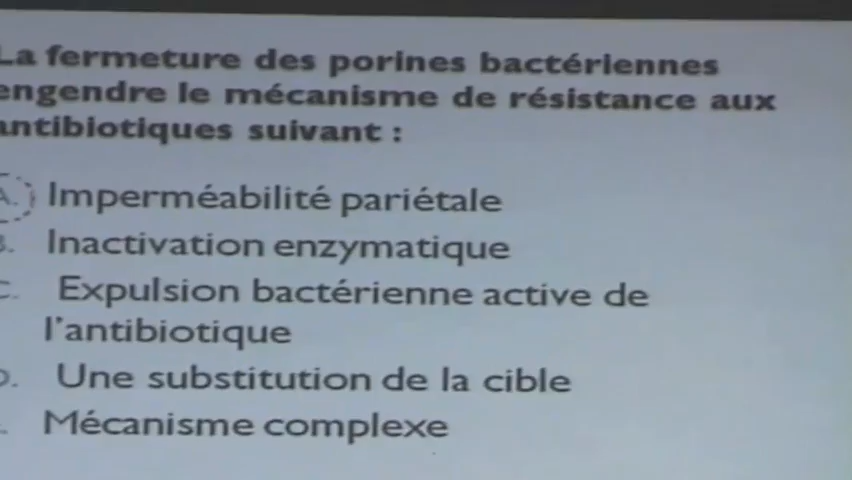 La fermeture des porines bactériennes
engendre le mécanisme de résistance aux
antibiotiques suivant :
A. Imperméabilité pariétale
B. Inactivation enzymatique
C. Expulsion bactérienne active de
l'antibiotique
D. Une substitution de la cible
Mécanisme complexe